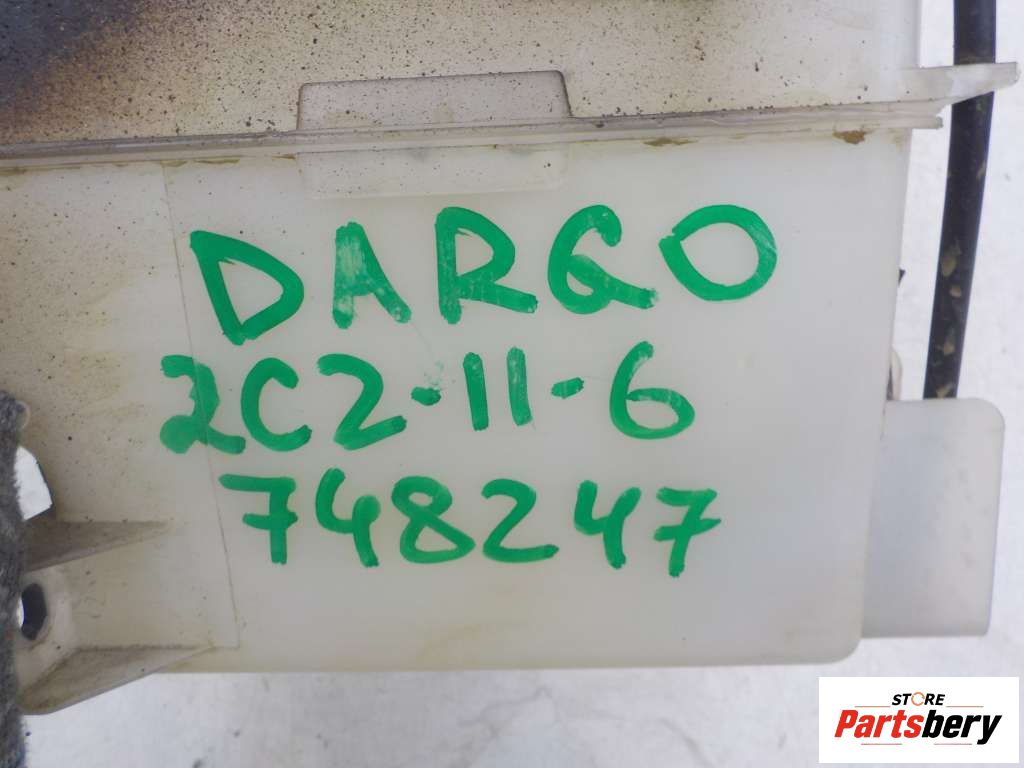 DARGO
2C2-11-6
748247
STORE
Partsbery